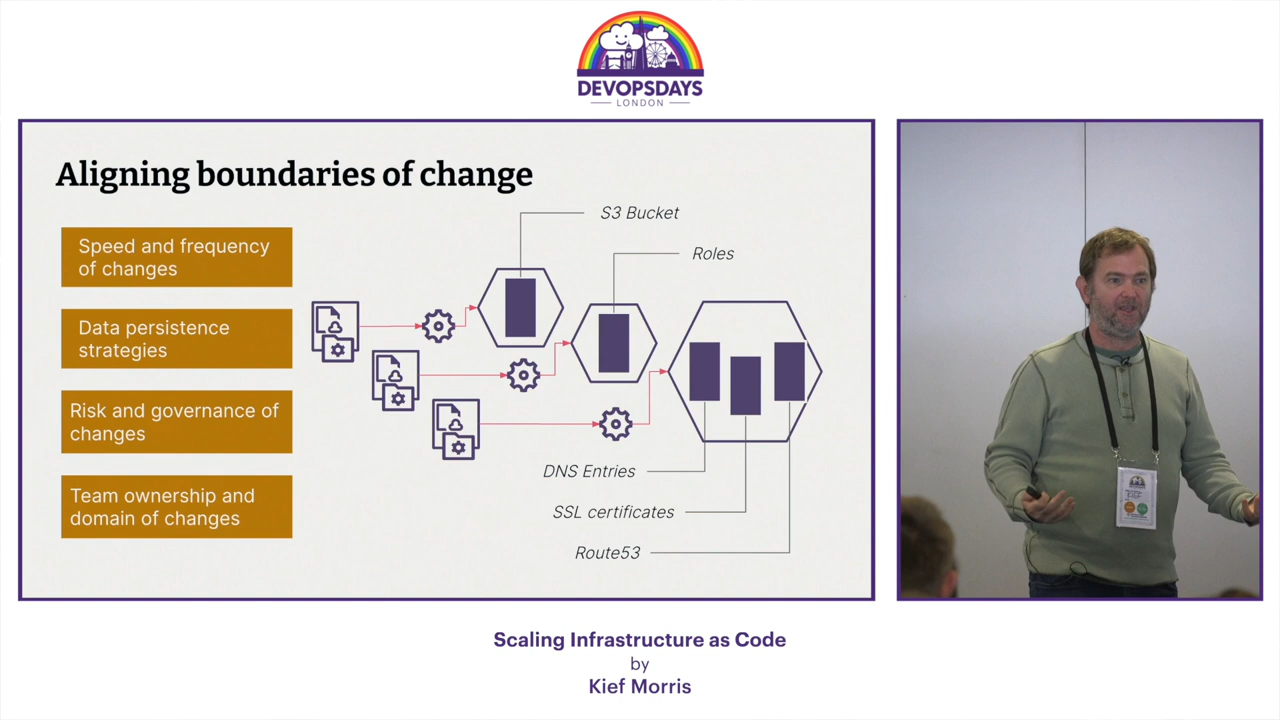 DEVOPSDAYS
LONDON
Aligning boundaries of change
Speed and frequency
of changes
Data persistence
strategies
Risk and governance of
changes
Team ownership and
domain of changes
S3 Bucket
Roles
DNS Entries
SSL certificates
Route53
Scaling Infrastructure as Code
by
Kief Morris